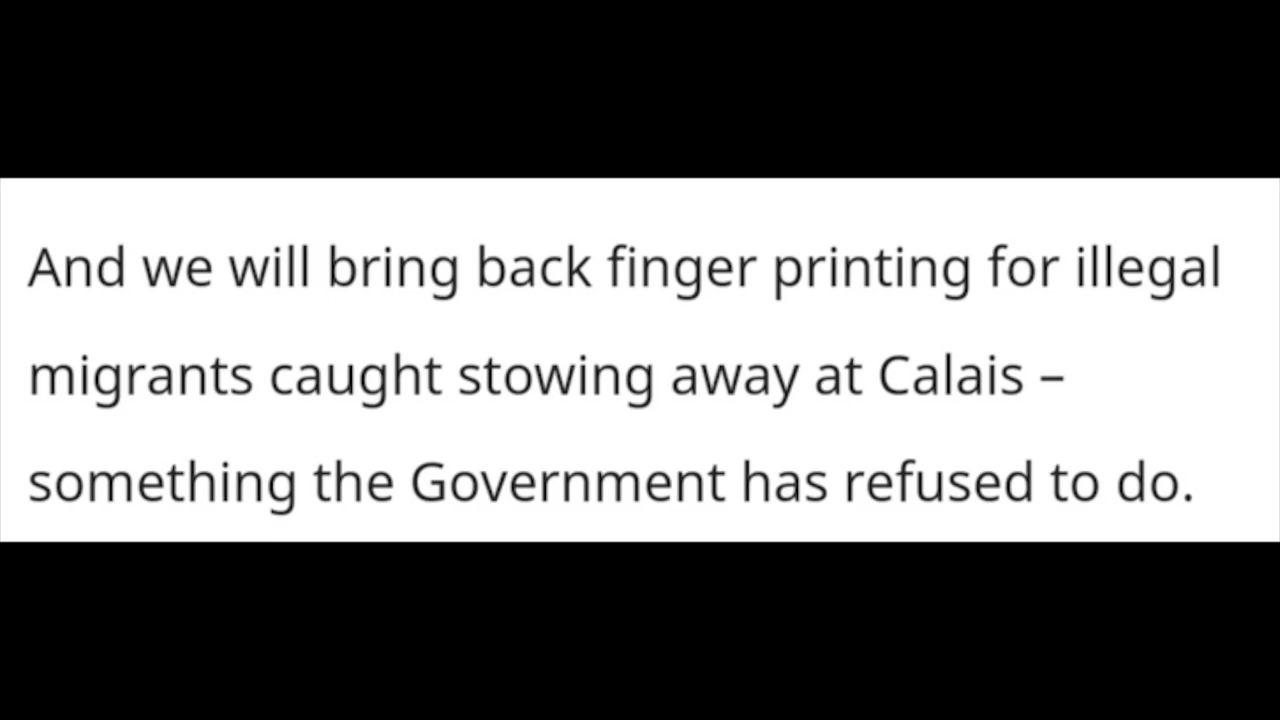 And we will bring back finger printing for illegal
migrants caught stowing away at Calais –
something the Government has refused to do.